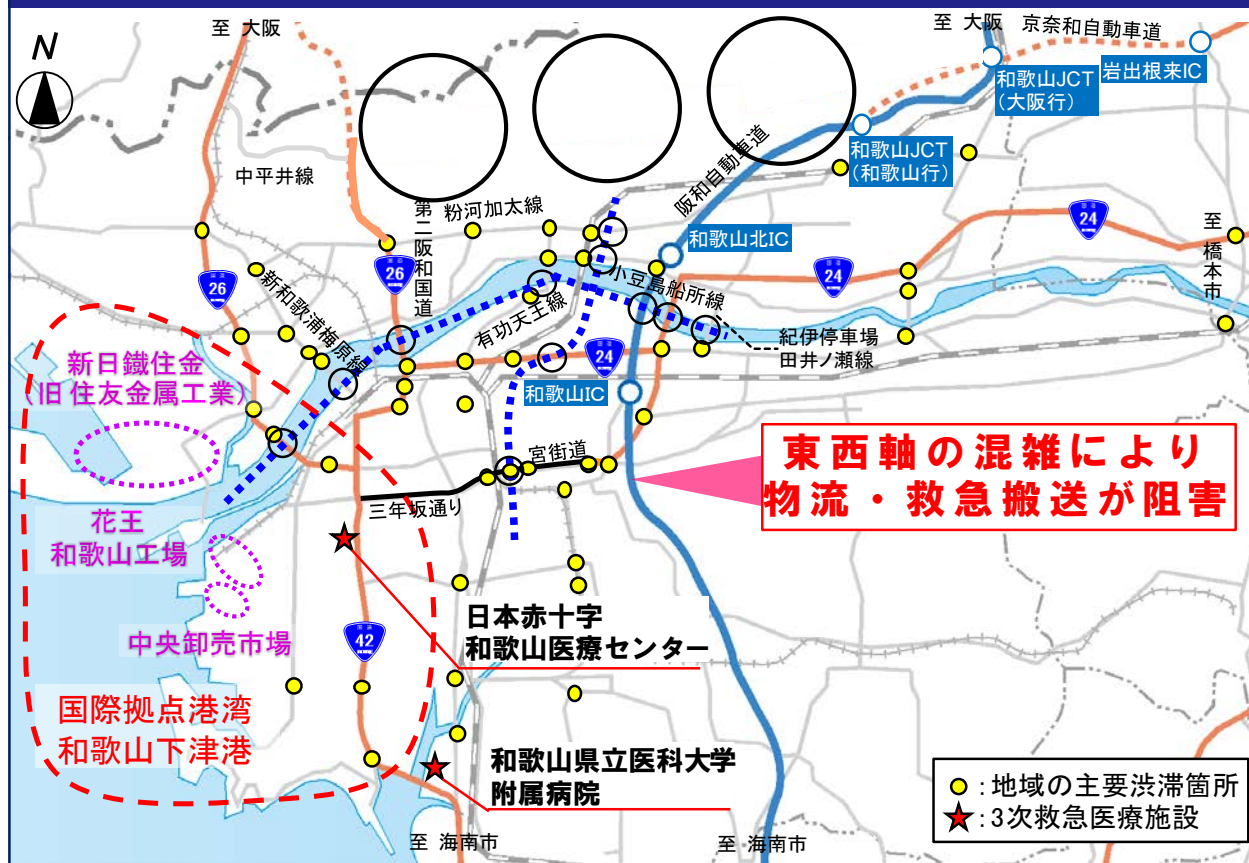 至 大阪
至 大阪
京奈和自動車道
N
岩出根来IC
和歌山JCT
(大阪行)
和歌山JCT
(和歌山行)
阪和自動車道
中平井線
粉河加太線
第二阪和国道
24
至 橋本市
和歌山北IC
26
26
24
小豆島船所線
新和歌浦梅原線
有功天王線
紀伊停車場
田井ノ瀬線
24
新日鐵住金
(旧 住友金属工業)
和歌山IC
宮街道
東西軸の混雑により
物流・救急搬送が阻害
三年坂通り
花王
和歌山工場
日本赤十字
和歌山医療センター
中央卸売市場
42
国際拠点港湾
和歌山下津港
和歌山県立医科大学
附属病院
:地域の主要渋滞箇所
:3次救急医療施設
至 海南市
至 海南市